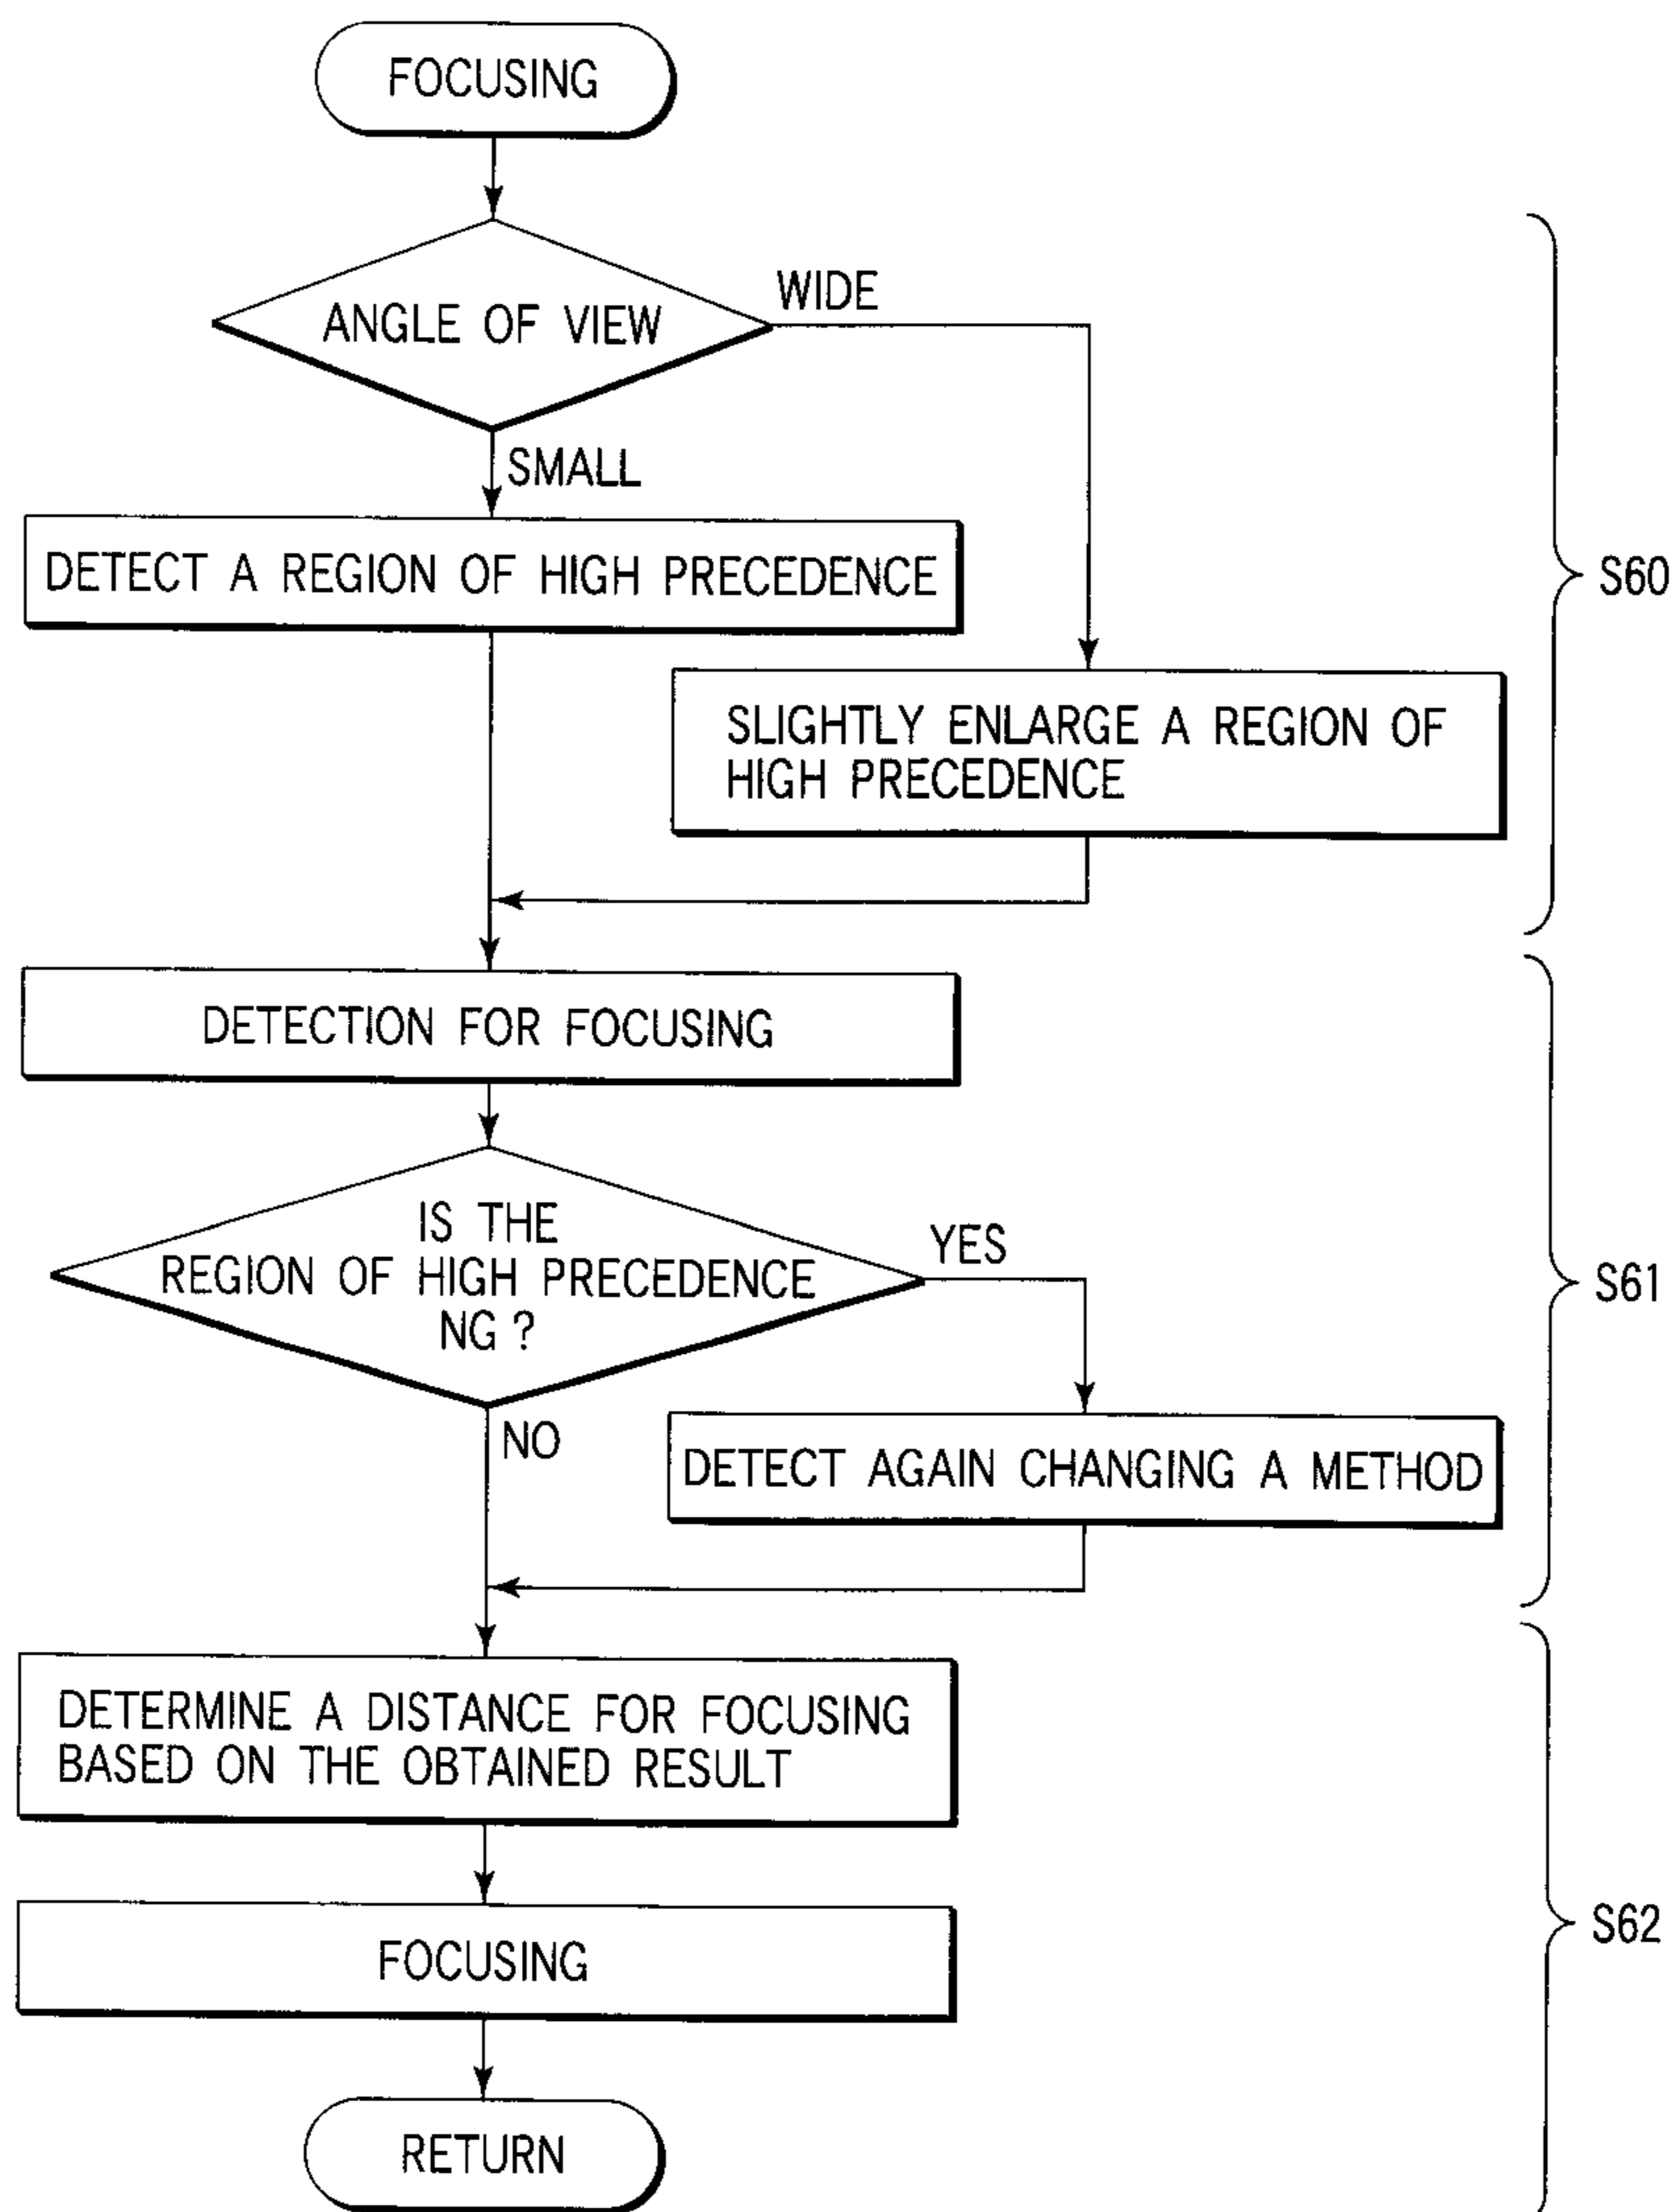 FOCUSING
ANGLE OF VIEW
WIDE
SMALL
DETECT A REGION OF HIGH PRECEDENCE
S60
SLIGHTLY ENLARGE A REGION OF
HIGH PRECEDENCE
DETECTION FOR FOCUSING
IS THE
REGION OF HIGH PRECEDENCE
NG ?
YES
S61
NO
DETECT AGAIN CHANGING A METHOD
DETERMINE A DISTANCE FOR FOCUSING
BASED ON THE OBTAINED RESULT
FOCUSING
S62
RETURN